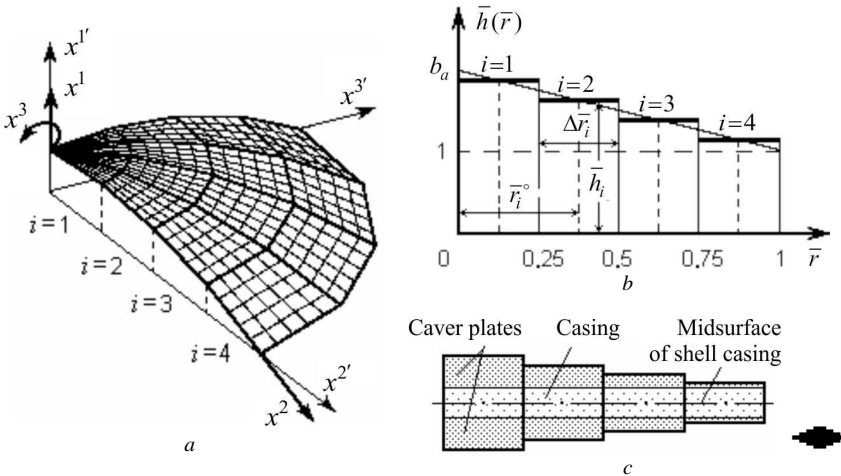 x^{1'}
x^1
x^3
x^{3'}
i=1
i=2
i=3
i=4
x^{2'}
x^2
a
h̄(r̄)
b_a
i=1
i=2
i=3
i=4
Δr̄_i
1
h̄_i
r̄_i°
0 0.25 0.5 0.75 1 r̄
b
Caver plates Casing Midsurface
of shell casing
c